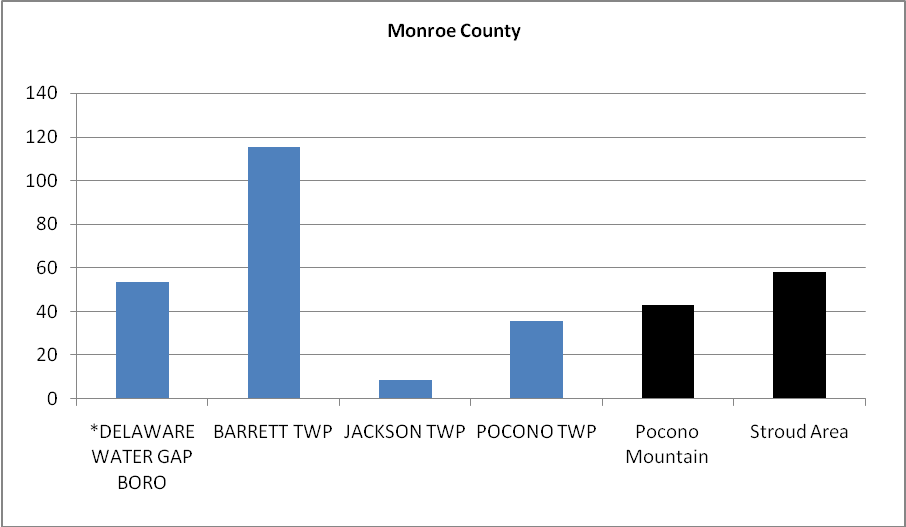 Monroe County
140
120
100
80
60
40
20
0
*DELAWARE WATER GAP BORO
BARRETT TWP
JACKSON TWP
POCONO TWP
Pocono Mountain
Stroud Area